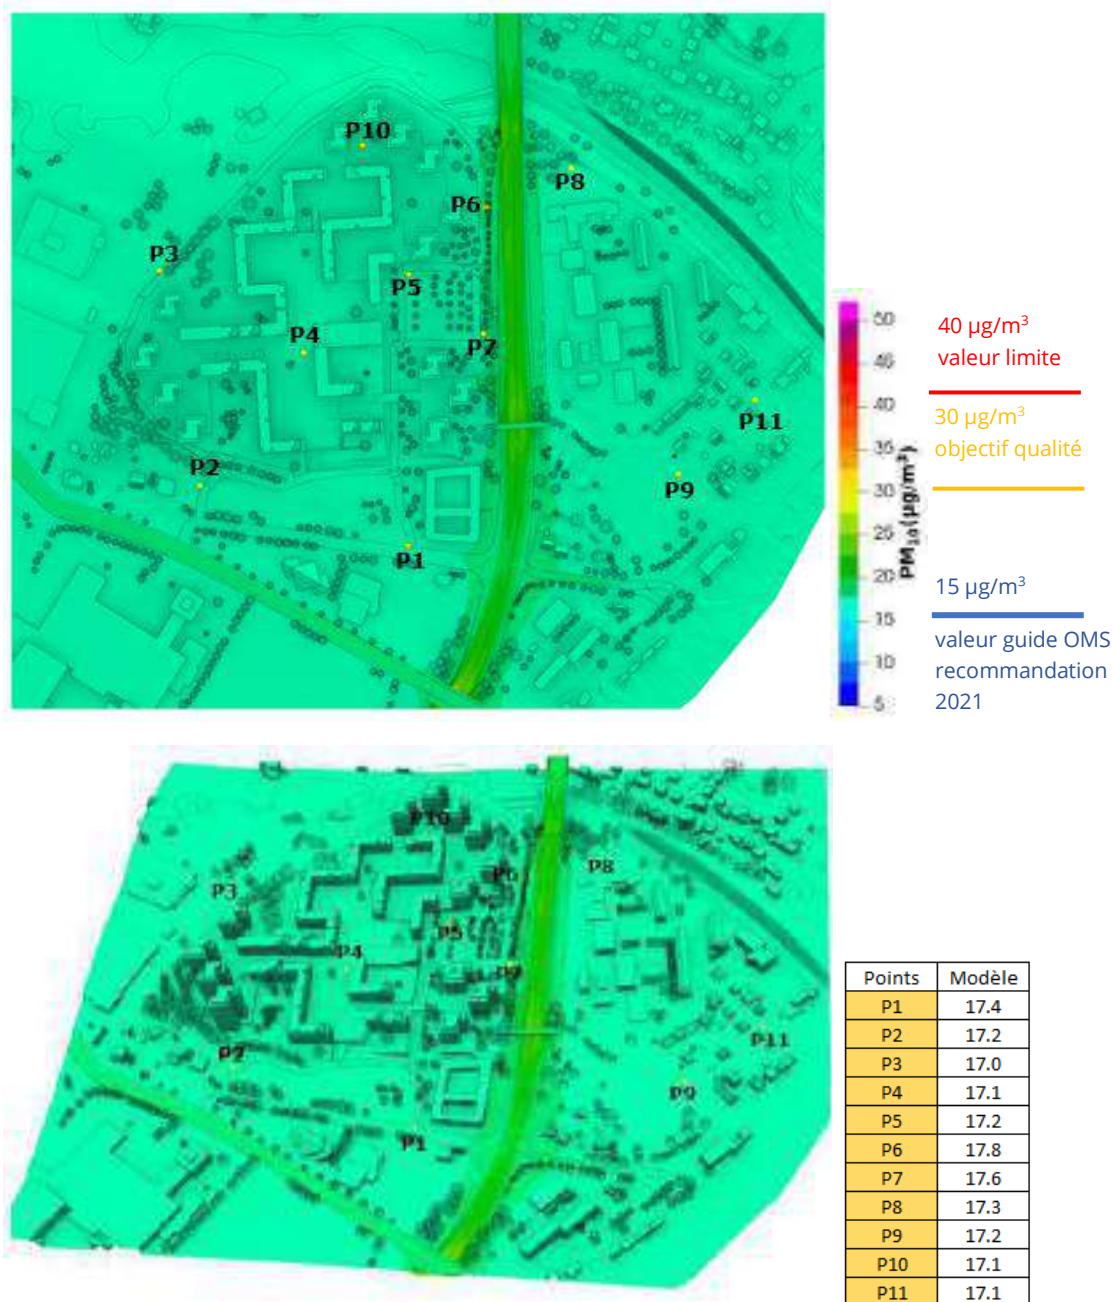 P10
P8
P6
P3
P5
P4
P7
P11
P2
P9
P1
50
45
40
35
30
25
20
15
10
5
PM10(µg/m³)
40 µg/m³
valeur limite
30 µg/m³
objectif qualité
15 µg/m³
valeur guide OMS
recommandation
2021
P10
P8
P6
P3
P5
P4
P7
P11
P2
P9
P1
Points Modèle
P1 17.4
P2 17.2
P3 17.0
P4 17.1
P5 17.2
P6 17.8
P7 17.6
P8 17.3
P9 17.2
P10 17.1
P11 17.1